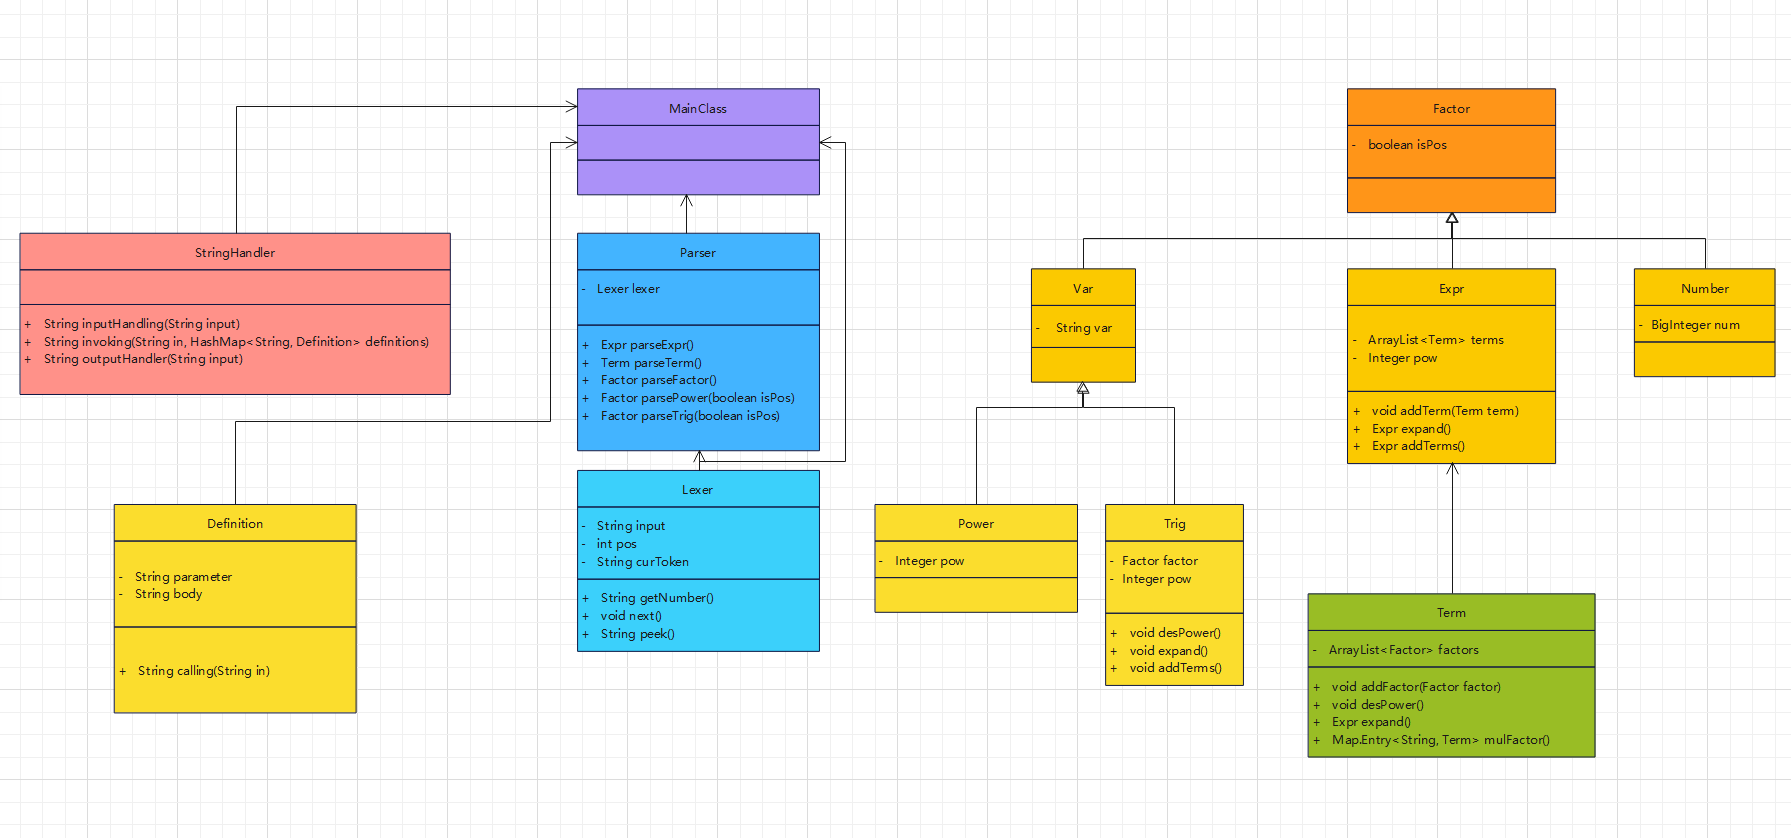 MainClass
StringHandler
+ String inputHandling(String input)
+ String invoking(String in, HashMap<String, Definition> definitions)
+ String outputHandler(String input)
Parser
- Lexer lexer
+ Expr parseExpr()
+ Term parseTerm()
+ Factor parseFactor()
+ Factor parsePower(boolean isPos)
+ Factor parseTrig(boolean isPos)
Definition
- String parameter
- String body
+ String calling(String in)
Lexer
- String input
- int pos
- String curToken
+ String getNumber()
+ void next()
+ String peek()
Factor
- boolean isPos
Var
- String var
Expr
- ArrayList<Term> terms
- Integer pow
+ void addTerm(Term term)
+ Expr expand()
+ Expr addTerms()
Number
- BigInteger num
Power
- Integer pow
Trig
- Factor factor
- Integer pow
+ void desPower()
+ void expand()
+ void addTerms()
Term
- ArrayList<Factor> factors
+ void addFactor(Factor factor)
+ void desPower()
+ Expr expand()
+ Map.Entry<String, Term> mulFactor()